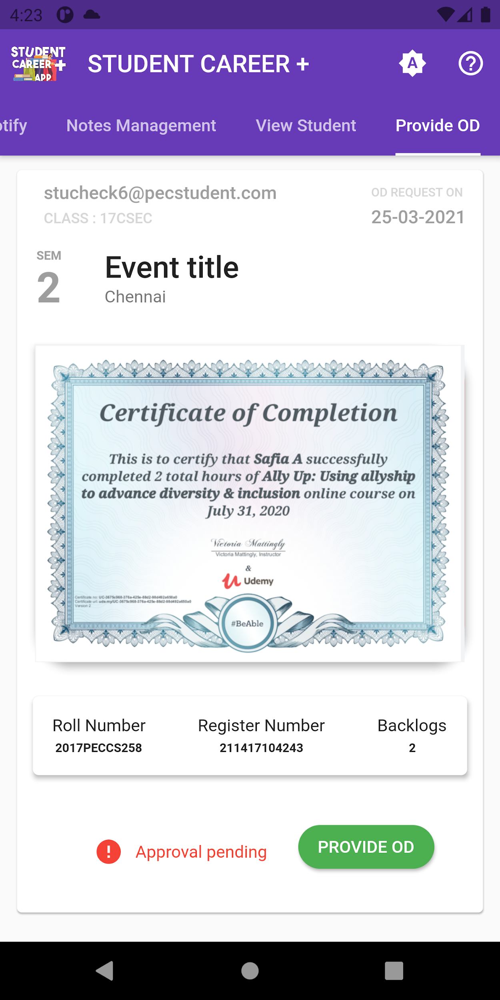 4:23
STUDENT CAREER + APP
STUDENT CAREER +
A
?
otify
Notes Management
View Student
Provide OD
stucheck6@pecstudent.com
OD REQUEST ON
CLASS : 17CSEC
25-03-2021
SEM
2
Event title
Chennai
Certificate of Completion
This is to certify that Safia A successfully
completed 2 total hours of Ally Up: Using allyship
to advance diversity & inclusion online course on
July 31, 2020
Victoria Mattingly
Victoria Mattingly, Instructor
&
Udemy
Certificate no: UC-3675c968-376a-425e-88d2-98d492a650a0
Certificate url: ude.my/UC-3675c968-376a-425e-88d2-98d492a650a0
Version 2
#BeAble
Roll Number
Register Number
Backlogs
2017PECCS258
211417104243
2
Approval pending
PROVIDE OD